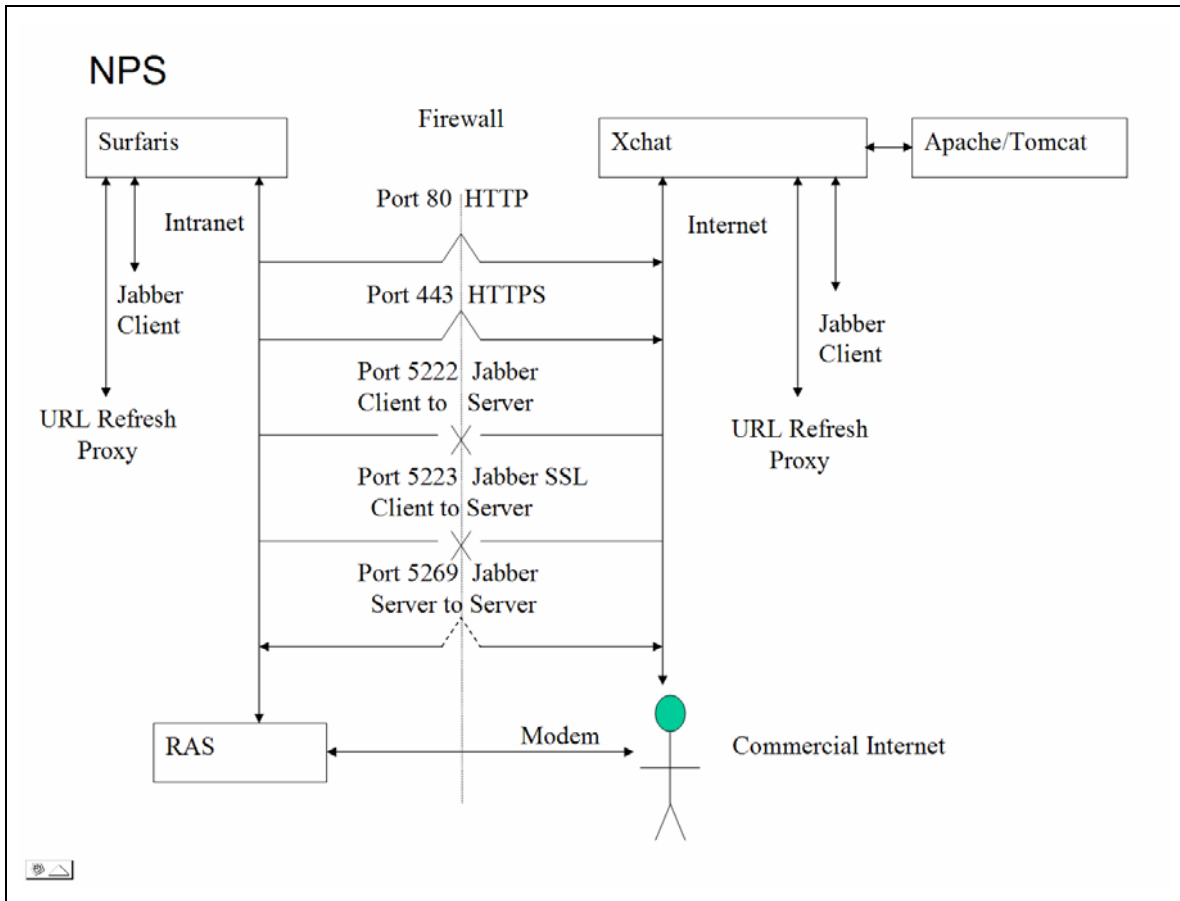 NPS
Firewall
Surfaris
Xchat
Apache/Tomcat
Port 80 HTTP
Intranet
Internet
Port 443 HTTPS
Jabber
Client
Jabber
Client
Port 5222 Jabber
Client to Server
URL Refresh
Proxy
URL Refresh
Proxy
Port 5223 Jabber SSL
Client to Server
Port 5269 Jabber
Server to Server
RAS
Modem
Commercial Internet